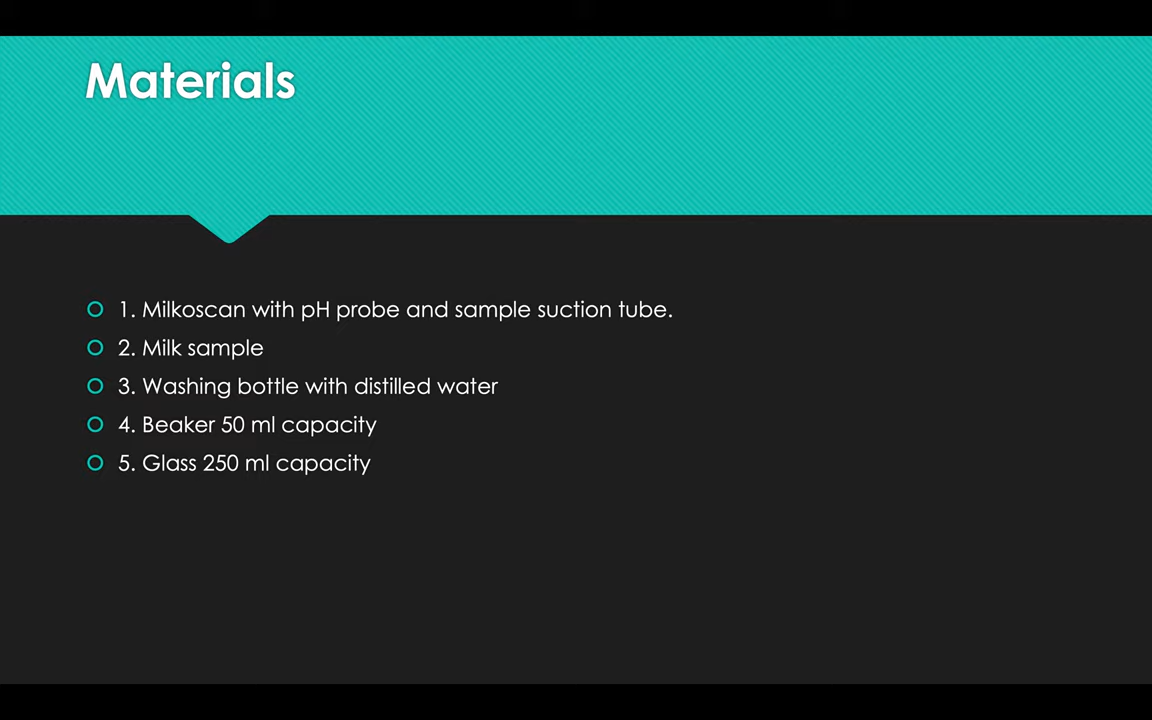 Materials
1. Milkoscan with pH probe and sample suction tube.
2. Milk sample
3. Washing bottle with distilled water
4. Beaker 50 ml capacity
5. Glass 250 ml capacity